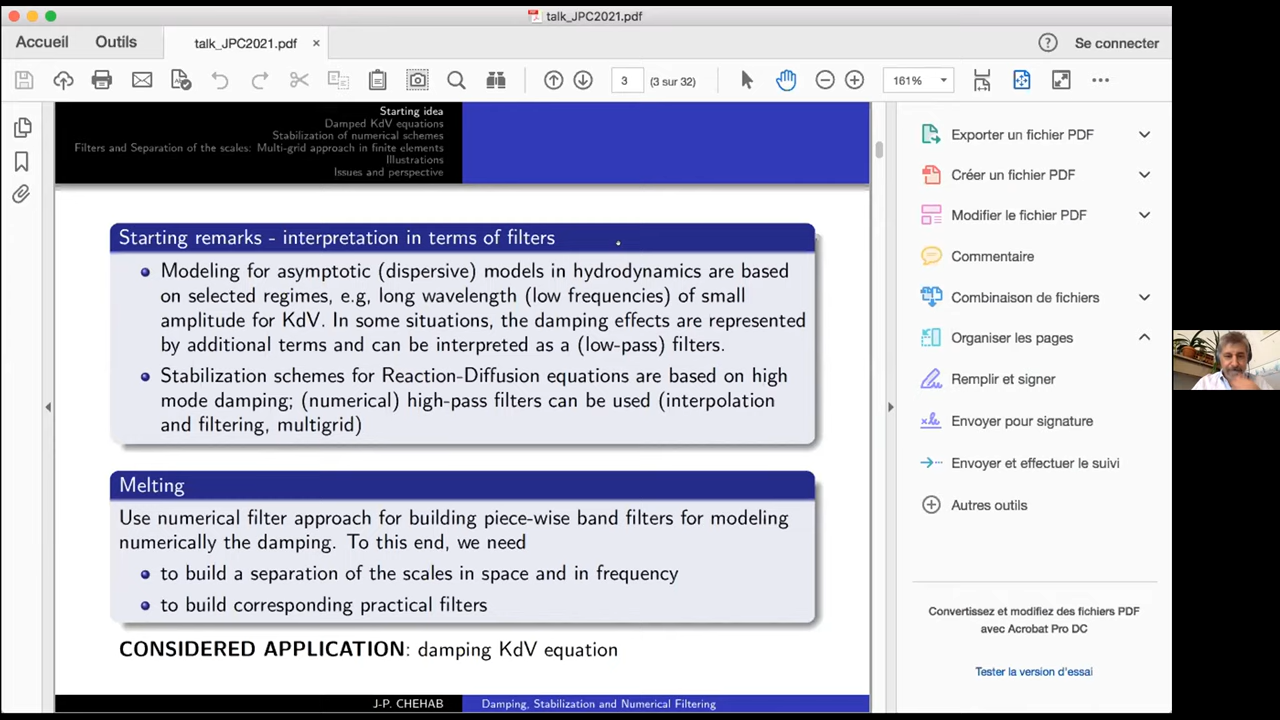 talk_JPC2021.pdf
Accueil
Outils
talk_JPC2021.pdf ×
? Se connecter
3
(3 sur 32)
161%
Starting idea
Damped KdV equations
Stabilization of numerical schemes
Filters and Separation of the scales: Multi-grid approach in finite elements
Illustrations
Issues and perspective
Starting remarks - interpretation in terms of filters
Modeling for asymptotic (dispersive) models in hydrodynamics are based
on selected regimes, e.g, long wavelength (low frequencies) of small
amplitude for KdV. In some situations, the damping effects are represented
by additional terms and can be interpreted as a (low-pass) filters.
Stabilization schemes for Reaction-Diffusion equations are based on high
mode damping; (numerical) high-pass filters can be used (interpolation
and filtering, multigrid)
Melting
Use numerical filter approach for building piece-wise band filters for modeling
numerically the damping. To this end, we need
to build a separation of the scales in space and in frequency
to build corresponding practical filters
CONSIDERED APPLICATION: damping KdV equation
J-P. CHEHAB
Damping, Stabilization and Numerical Filtering
Exporter un fichier PDF
Créer un fichier PDF
Modifier le fichier PDF
Commentaire
Combinaison de fichiers
Organiser les pages
Remplir et signer
Envoyer pour signature
Envoyer et effectuer le suivi
Autres outils
Convertissez et modifiez des fichiers PDF
avec Acrobat Pro DC
Tester la version d'essai